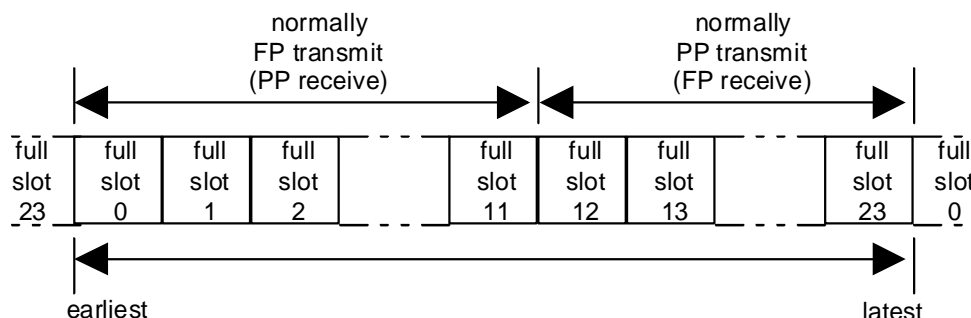 normally
FP transmit
(PP receive)
normally
PP transmit
(FP receive)
full slot 23
full slot 0
full slot 1
full slot 2
full slot 11
full slot 12
full slot 13
full slot 23
full slot 0
earliest
latest